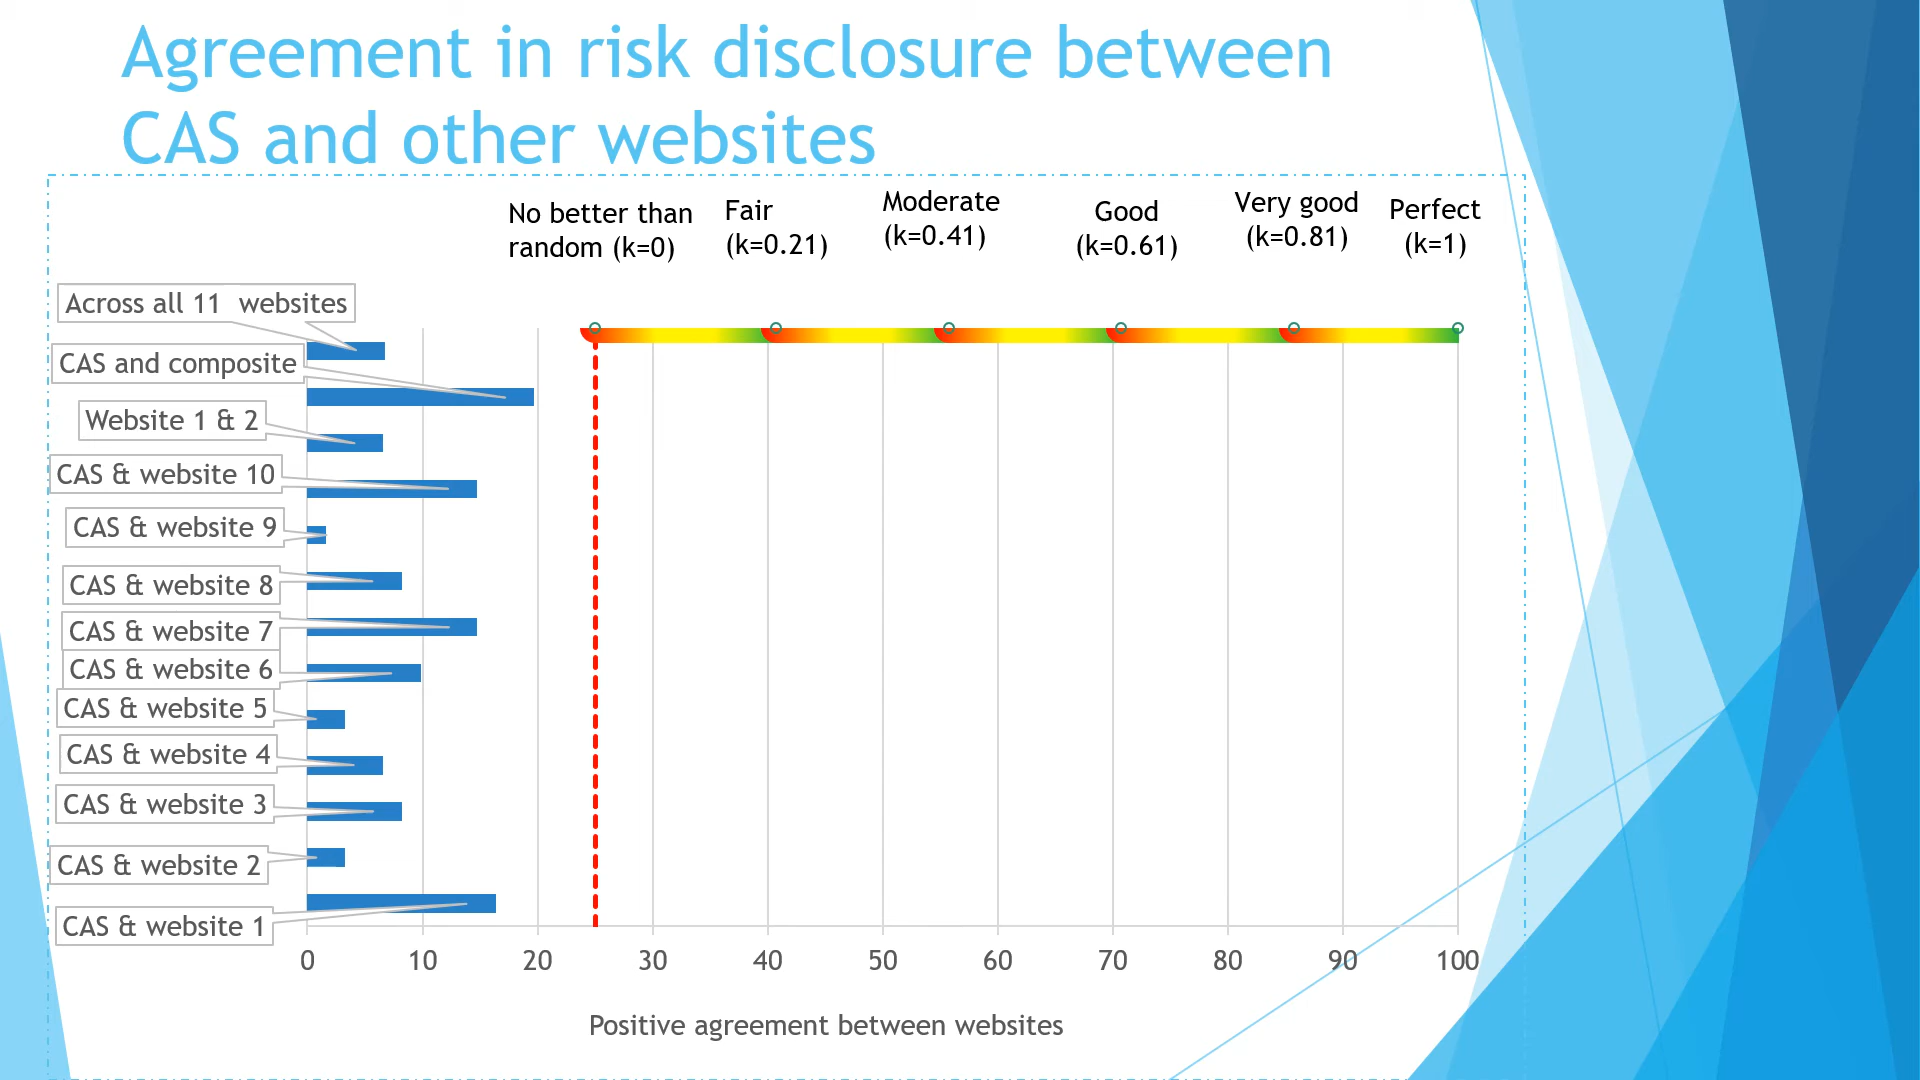 Agreement in risk disclosure between
CAS and other websites
No better than
random (k=0)
Fair
(k=0.21)
Moderate
(k=0.41)
Good
(k=0.61)
Very good
(k=0.81)
Perfect
(k=1)
Across all 11  websites
CAS and composite
Website 1 & 2
CAS & website 10
CAS & website 9
CAS & website 8
CAS & website 7
CAS & website 6
CAS & website 5
CAS & website 4
CAS & website 3
CAS & website 2
CAS & website 1
0 10 20 30 40 50 60 70 80 90 100
Positive agreement between websites